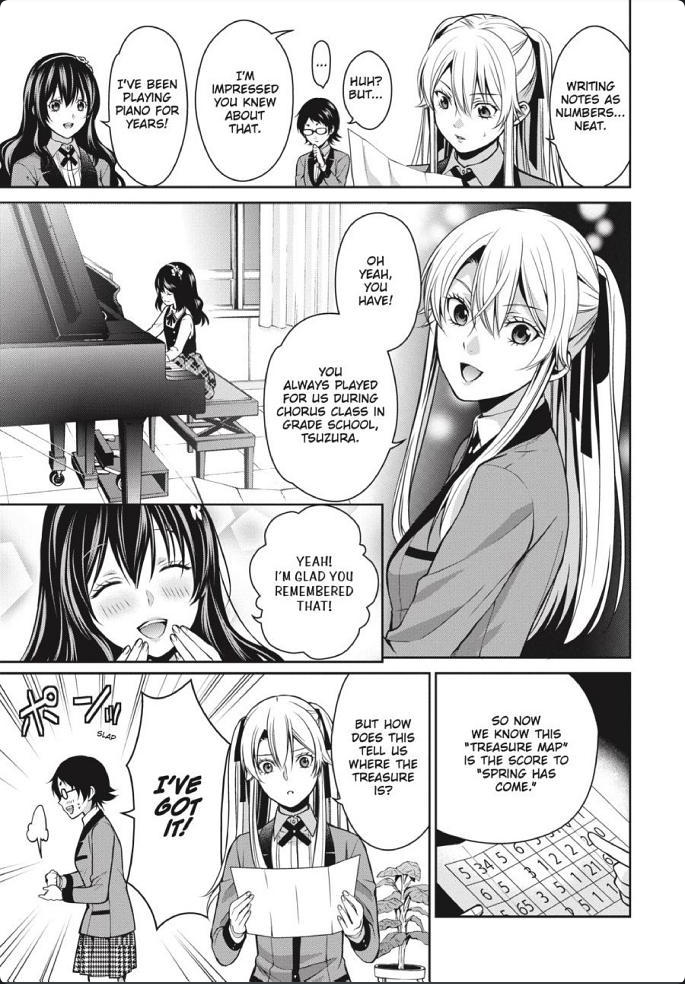 WRITING
NOTES AS
NUMBERS...
NEAT.
HUH?
BUT...
...
I'M
IMPRESSED
YOU KNEW
ABOUT
THAT.
I'VE BEEN
PLAYING
PIANO FOR
YEARS!
OH
YEAH,
YOU
HAVE!
YOU
ALWAYS PLAYED
FOR US DURING
CHORUS CLASS IN
GRADE SCHOOL,
TSUZURA.
YEAH!
I'M GLAD YOU
REMEMBERED
THAT!
SO NOW
WE KNOW THIS
"TREASURE MAP"
IS THE SCORE TO
"SPRING HAS
COME."
BUT HOW
DOES THIS
TELL US
WHERE THE
TREASURE
IS?
I'VE
GOT
IT!
ポンッ
SLAP